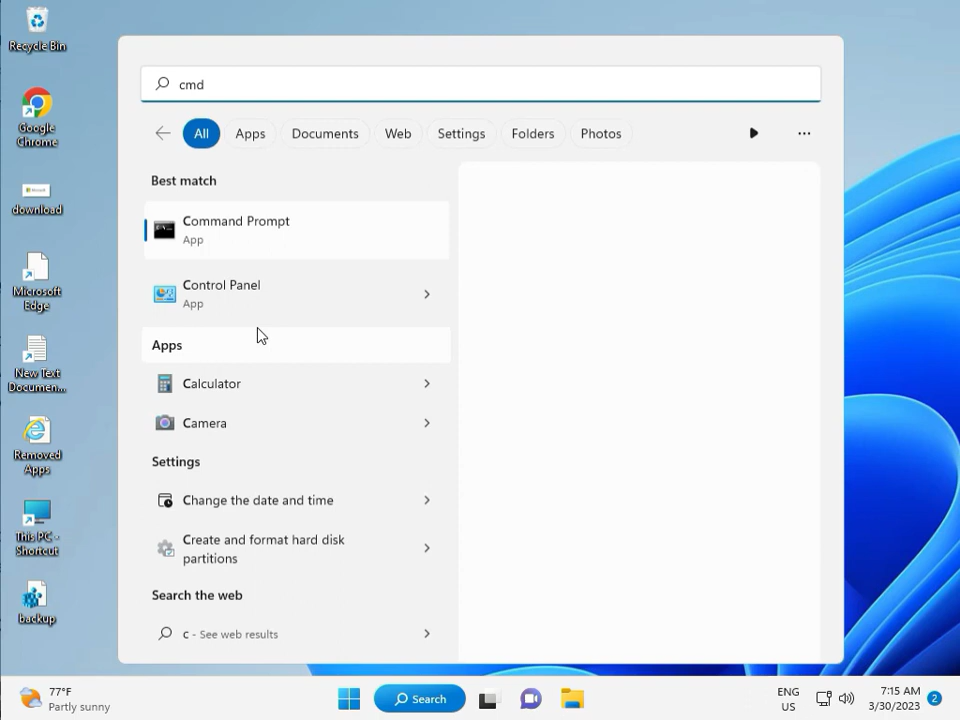 Recycle Bin
Google
Chrome
download
Microsoft
Edge
New Text
Documen...
Removed
Apps
This PC -
Shortcut
backup
cmd
All
Apps
Documents
Web
Settings
Folders
Photos
Best match
Command Prompt
App
Control Panel
App
Apps
Calculator
Camera
Settings
Change the date and time
Create and format hard disk
partitions
Search the web
c - See web results
77°F
Partly sunny
Search
ENG
US
7:15 AM
3/30/2023
2